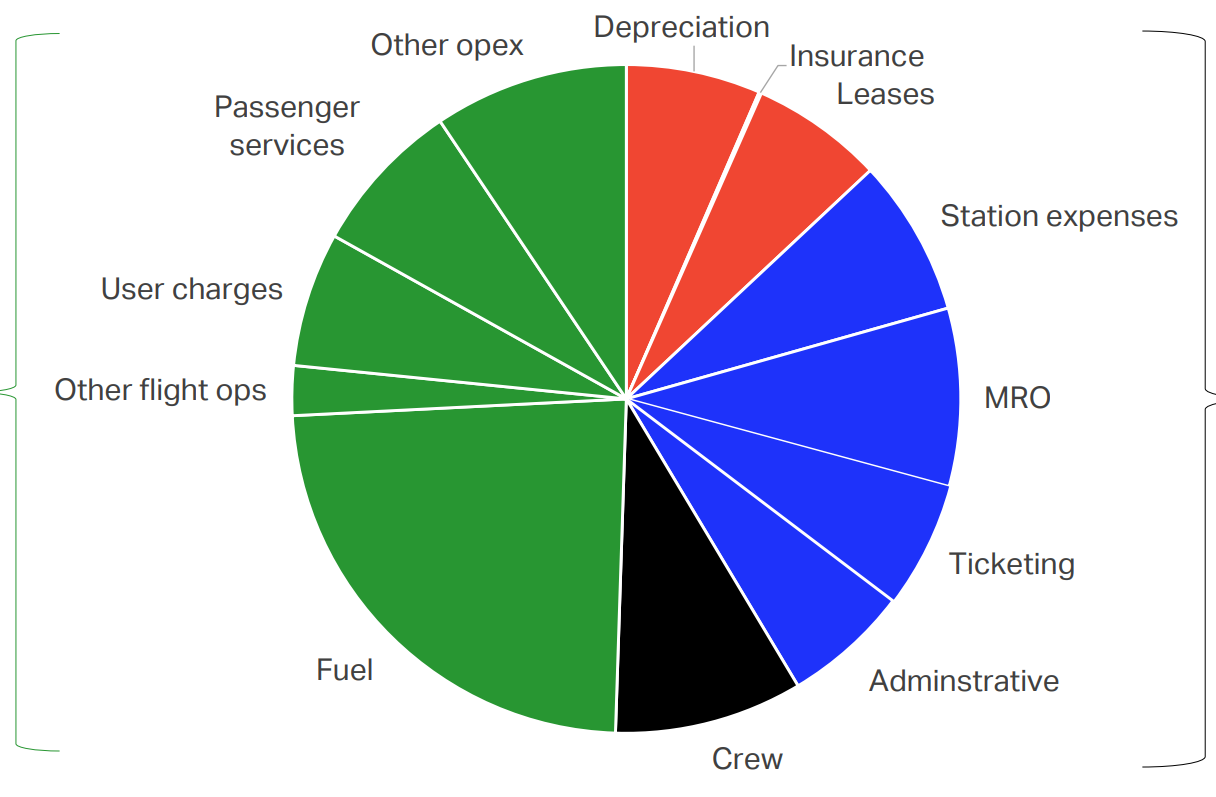 Depreciation
Other opex
Insurance
Leases
Passenger
services
Station expenses
User charges
Other flight ops
MRO
Ticketing
Fuel
Adminstrative
Crew